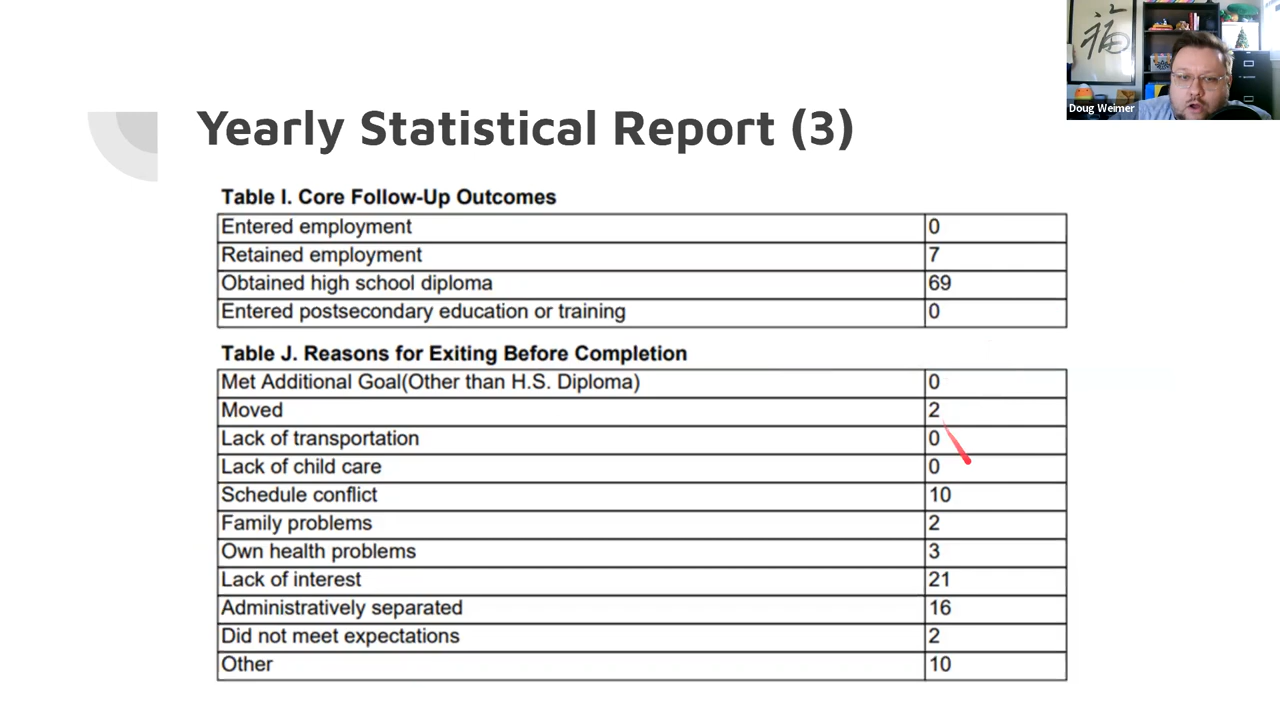 福
Doug Weimer
Yearly Statistical Report (3)
Table I. Core Follow-Up Outcomes
Entered employment 0
Retained employment 7
Obtained high school diploma 69
Entered postsecondary education or training 0
Table J. Reasons for Exiting Before Completion
Met Additional Goal(Other than H.S. Diploma) 0
Moved 2
Lack of transportation 0
Lack of child care 0
Schedule conflict 10
Family problems 2
Own health problems 3
Lack of interest 21
Administratively separated 16
Did not meet expectations 2
Other 10